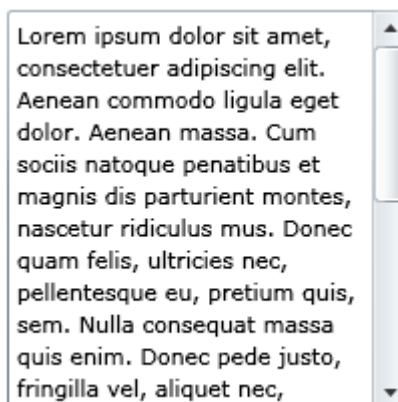 Lorem ipsum dolor sit amet,
consectetuer adipiscing elit.
Aenean commodo ligula eget
dolor. Aenean massa. Cum
sociis natoque penatibus et
magnis dis parturient montes,
nascetur ridiculus mus. Donec
quam felis, ultricies nec,
pellentesque eu, pretium quis,
sem. Nulla consequat massa
quis enim. Donec pede justo,
fringilla vel, aliquet nec,